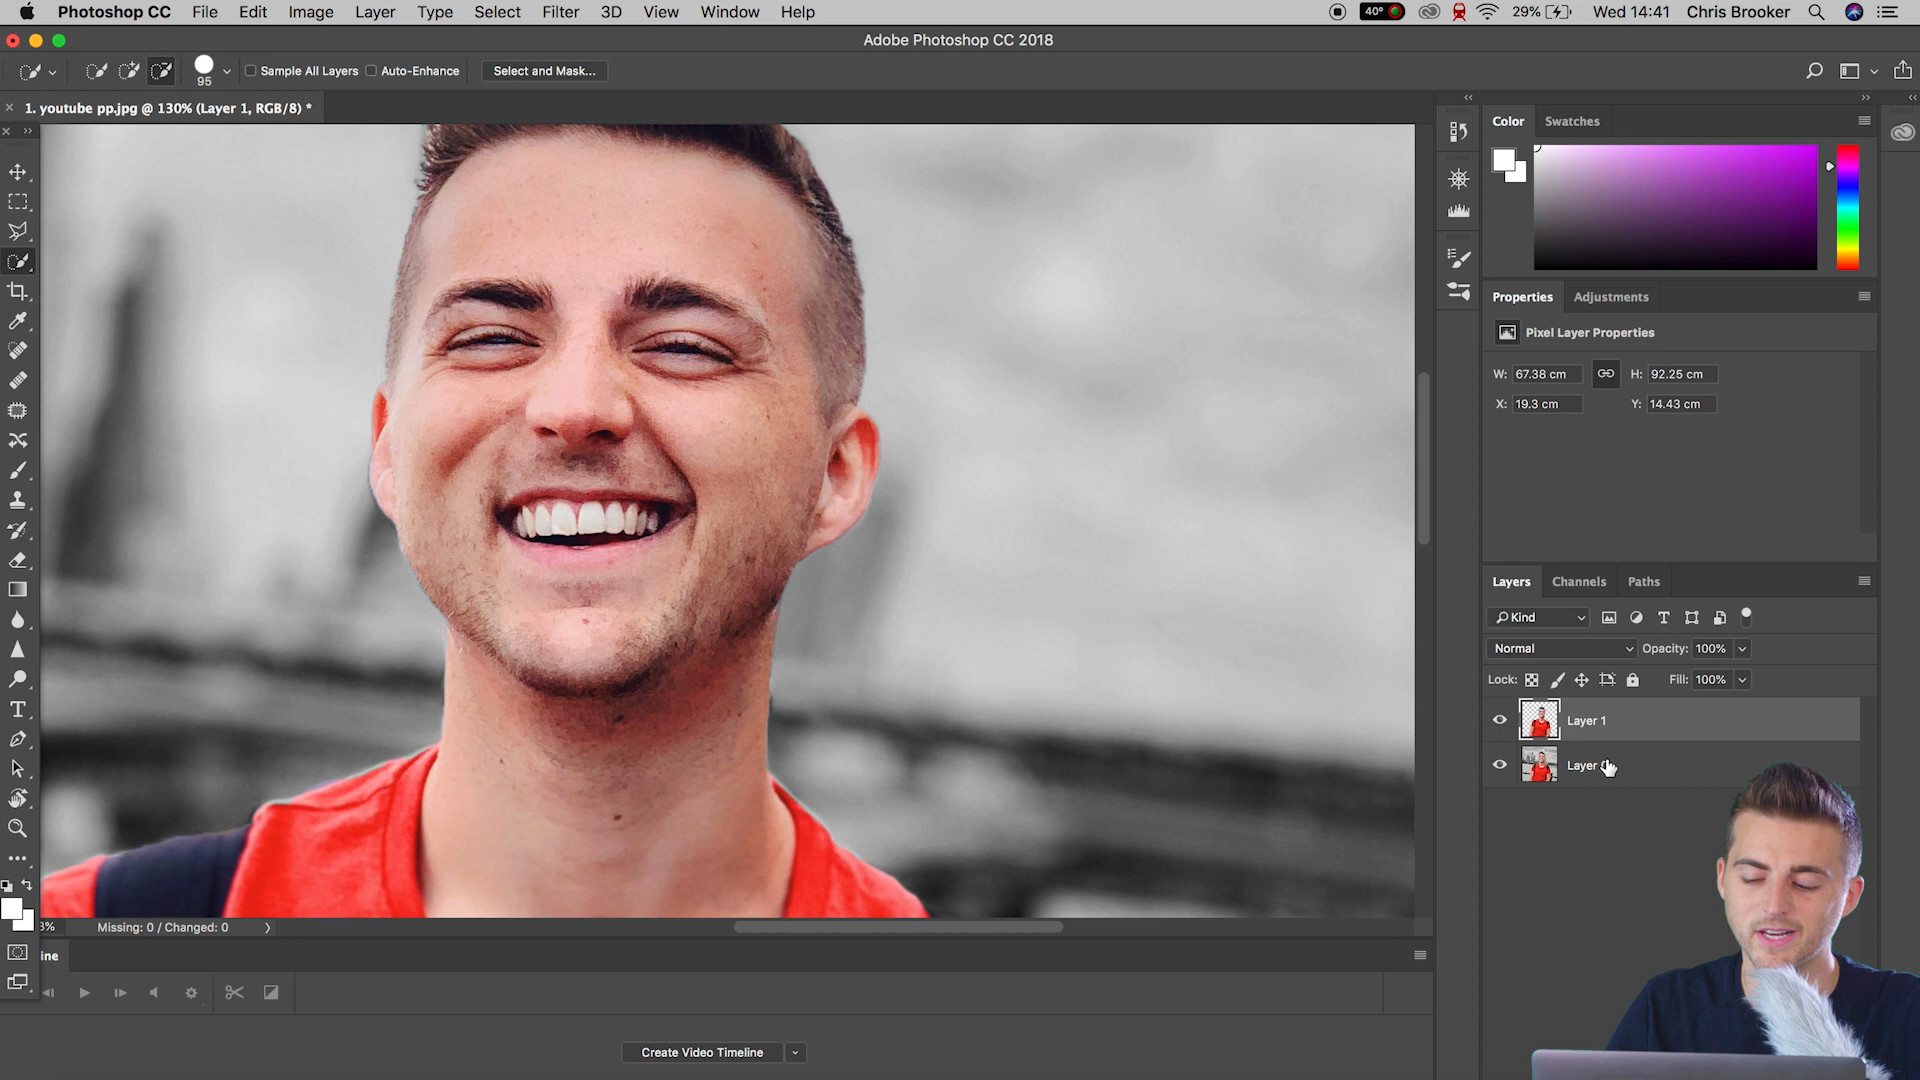 Photoshop CC File Edit Image Layer Type Select Filter 3D View Window Help 40° 29% Wed 14:41 Chris Brooker
Adobe Photoshop CC 2018
95 Sample All Layers Auto-Enhance Select and Mask...
1. youtube pp.jpg @ 130% (Layer 1, RGB/8) *
Color Swatches
Properties Adjustments
Pixel Layer Properties
W: 67.38 cm H: 92.25 cm
X: 19.3 cm Y: 14.43 cm
Layers Channels Paths
Kind
Normal Opacity: 100%
Lock: Fill: 100%
Layer 1
Layer
3% Missing: 0 / Changed: 0
ine
Create Video Timeline